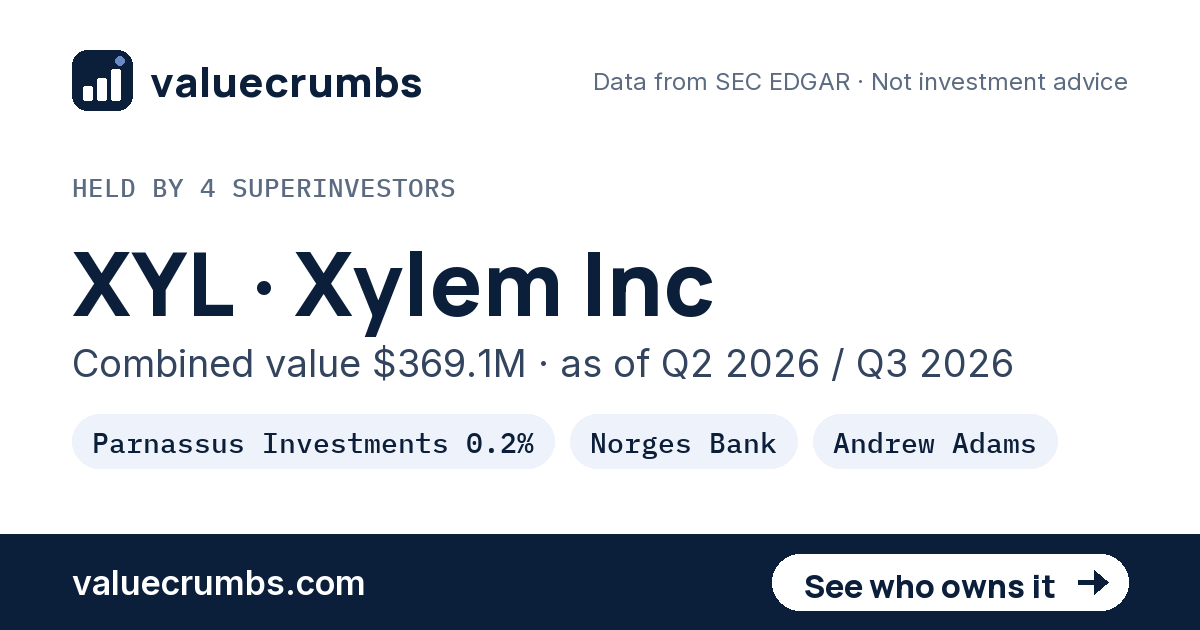 valuecrumbs
Data from SEC EDGAR · Not investment advice
HELD BY 4 SUPERINVESTORS
XYL · Xylem Inc
Combined value $369.1M · as of Q2 2026 / Q3 2026
Parnassus Investments 0.2%
Norges Bank
Andrew Adams
valuecrumbs.com
See who owns it →